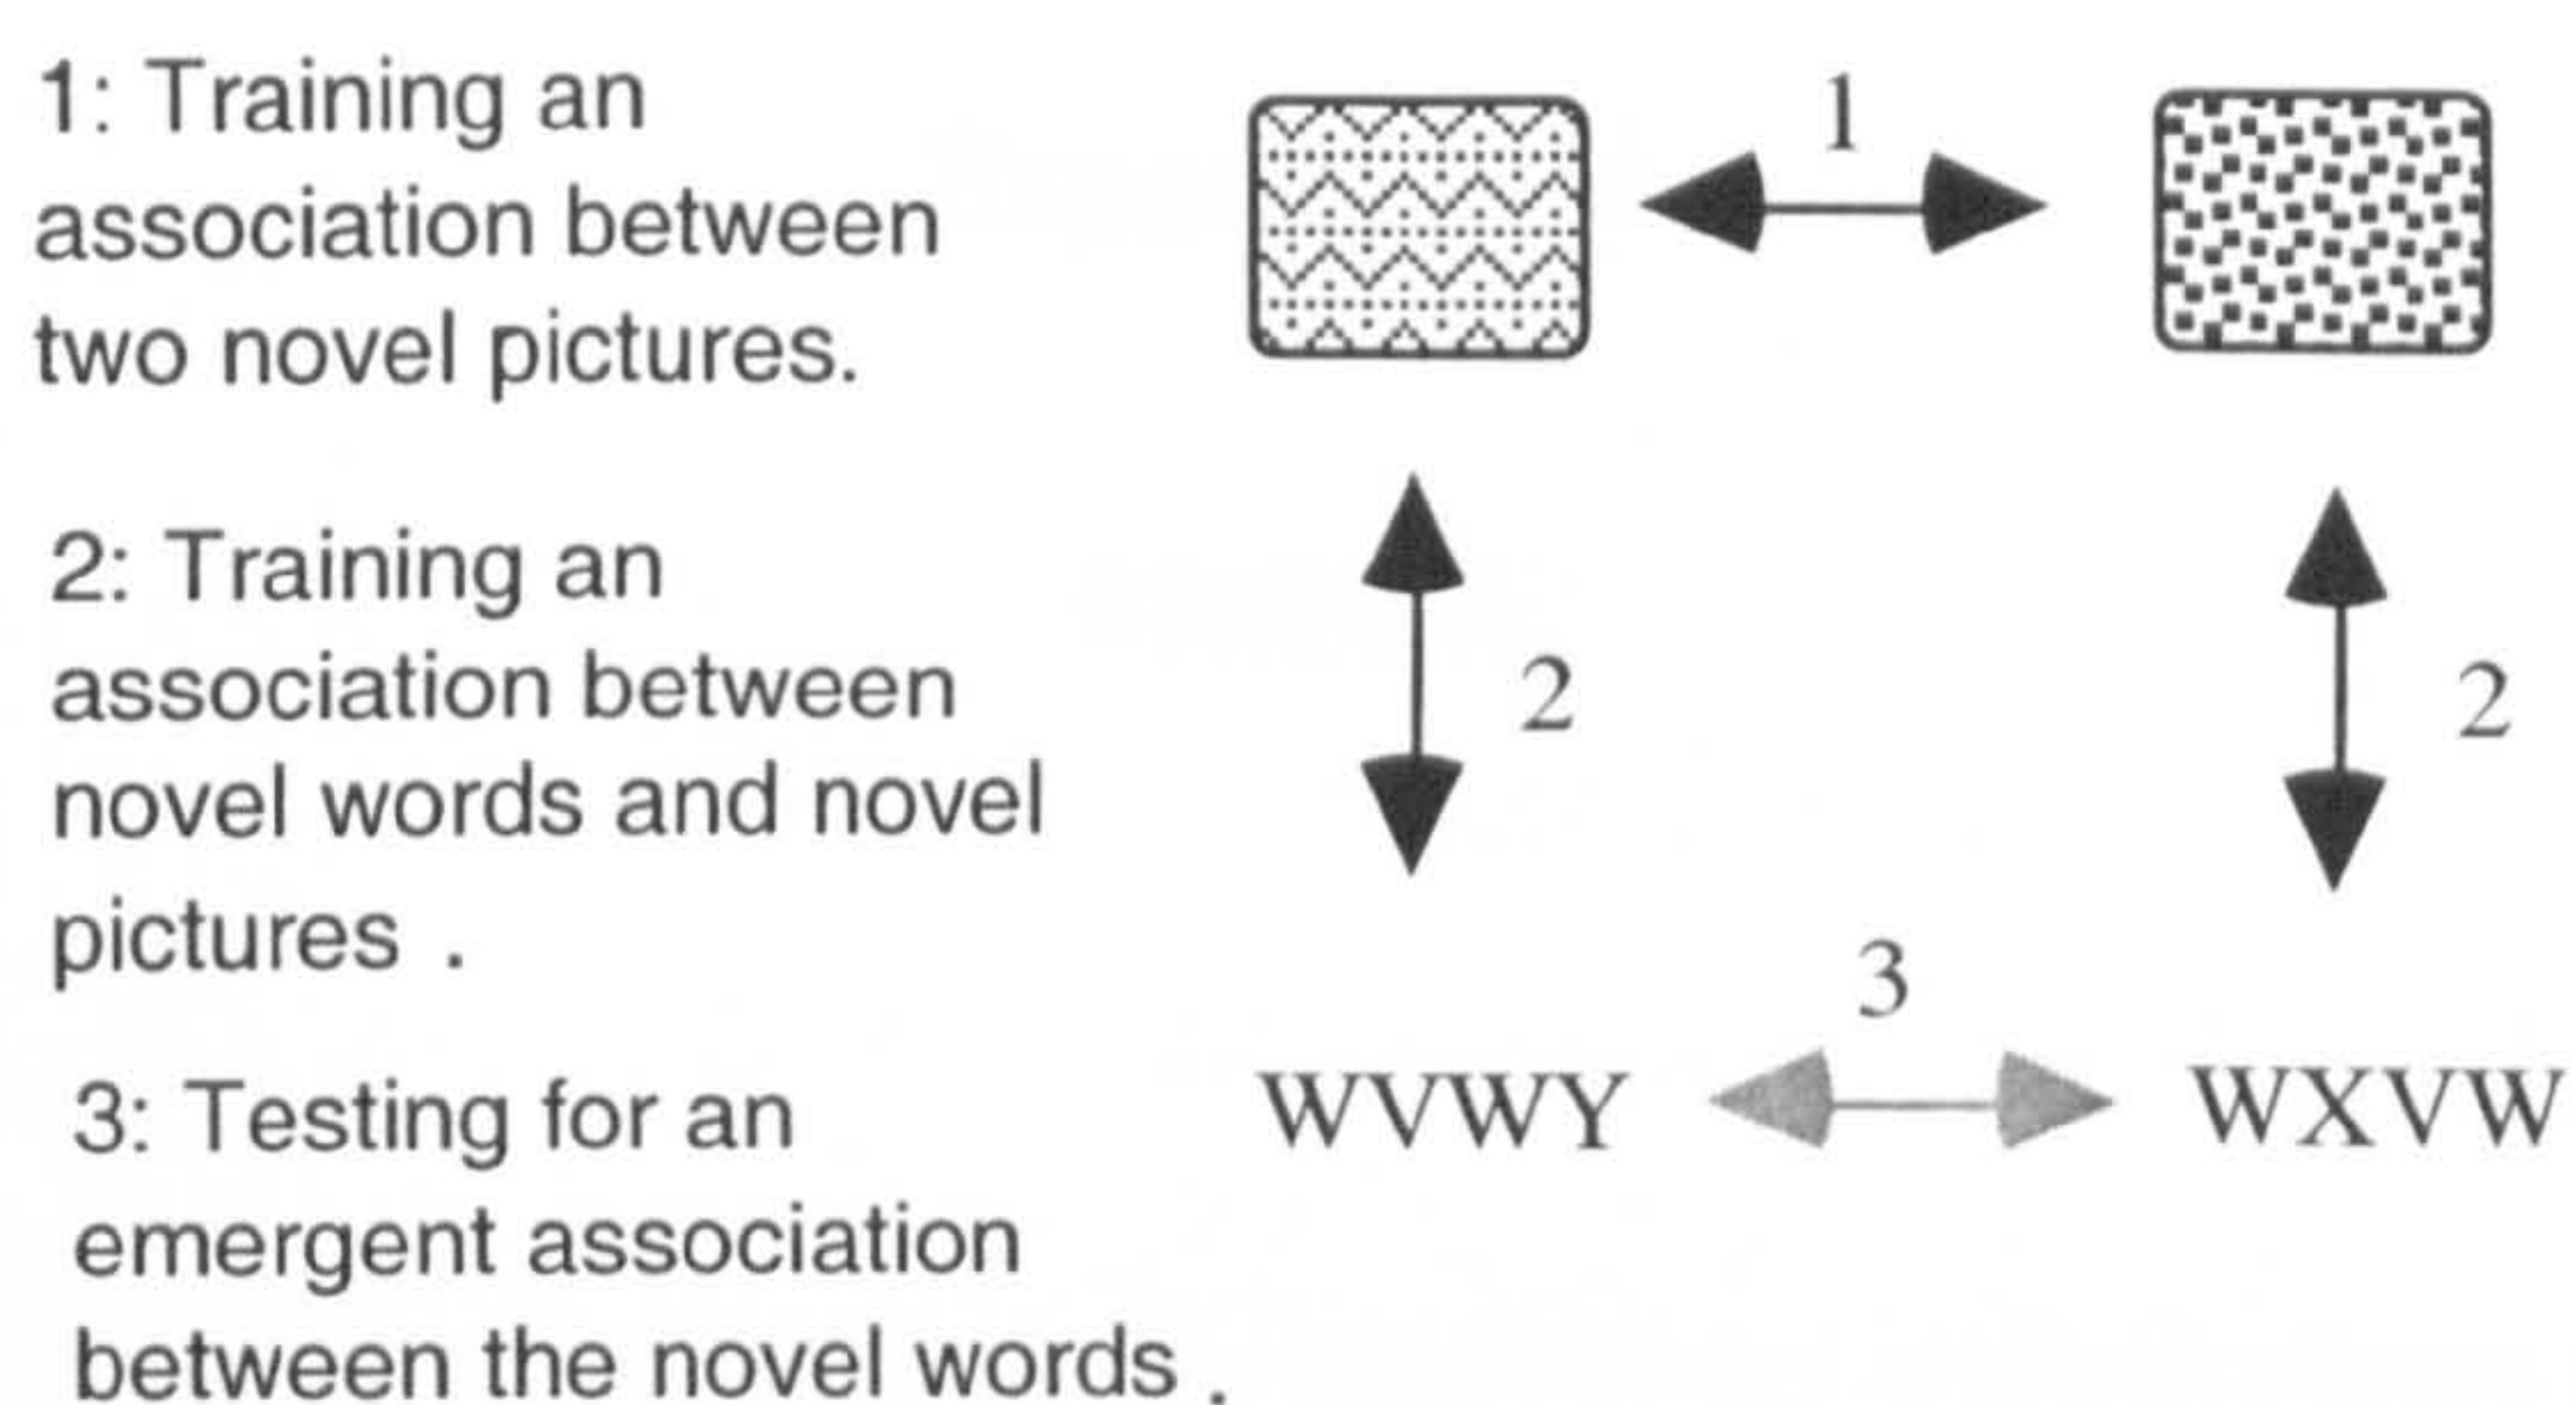 1: Training an
association between
two novel pictures.
1
2: Training an
association between
novel words and novel
pictures .
2
2
3: Testing for an
emergent association
between the novel words .
3
WVWY
WXVW